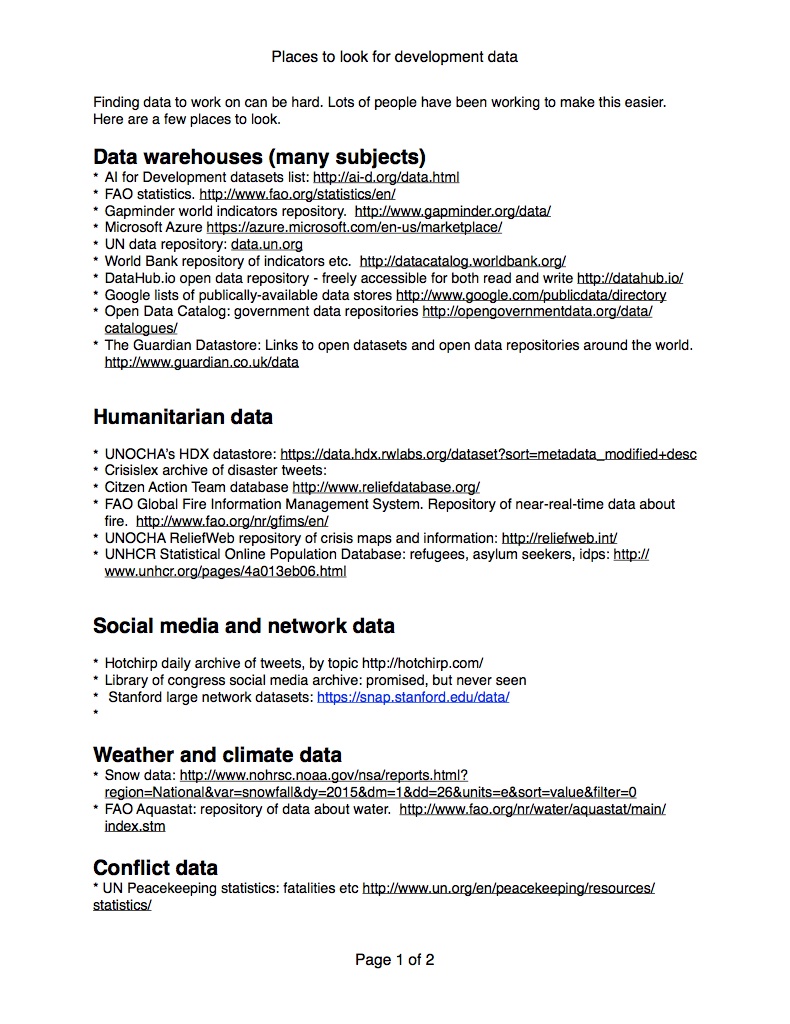 Places to look for development data
Finding data to work on can be hard. Lots of people have been working to make this easier.
Here are a few places to look.
Data warehouses (many subjects)
* AI for Development datasets list: http://ai-d.org/data.html
* FAO statistics. http://www.fao.org/statistics/en/
* Gapminder world indicators repository.  http://www.gapminder.org/data/
* Microsoft Azure https://azure.microsoft.com/en-us/marketplace/
* UN data repository: data.un.org
* World Bank repository of indicators etc.  http://datacatalog.worldbank.org/
* DataHub.io open data repository - freely accessible for both read and write http://datahub.io/
* Google lists of publically-available data stores http://www.google.com/publicdata/directory
* Open Data Catalog: government data repositories http://opengovernmentdata.org/data/
catalogues/
* The Guardian Datastore: Links to open datasets and open data repositories around the world.
http://www.guardian.co.uk/data
Humanitarian data
* UNOCHA's HDX datastore: https://data.hdx.rwlabs.org/dataset?sort=metadata_modified+desc
* Crisislex archive of disaster tweets:
* Citzen Action Team database http://www.reliefdatabase.org/
* FAO Global Fire Information Management System. Repository of near-real-time data about
fire.  http://www.fao.org/nr/gfims/en/
* UNOCHA ReliefWeb repository of crisis maps and information: http://reliefweb.int/
* UNHCR Statistical Online Population Database: refugees, asylum seekers, idps: http://
www.unhcr.org/pages/4a013eb06.html
Social media and network data
* Hotchirp daily archive of tweets, by topic http://hotchirp.com/
* Library of congress social media archive: promised, but never seen
*  Stanford large network datasets: https://snap.stanford.edu/data/
*
Weather and climate data
* Snow data: http://www.nohrsc.noaa.gov/nsa/reports.html?
region=National&var=snowfall&dy=2015&dm=1&dd=26&units=e&sort=value&filter=0
* FAO Aquastat: repository of data about water.  http://www.fao.org/nr/water/aquastat/main/
index.stm
Conflict data
* UN Peacekeeping statistics: fatalities etc http://www.un.org/en/peacekeeping/resources/
statistics/
Page 1 of 2